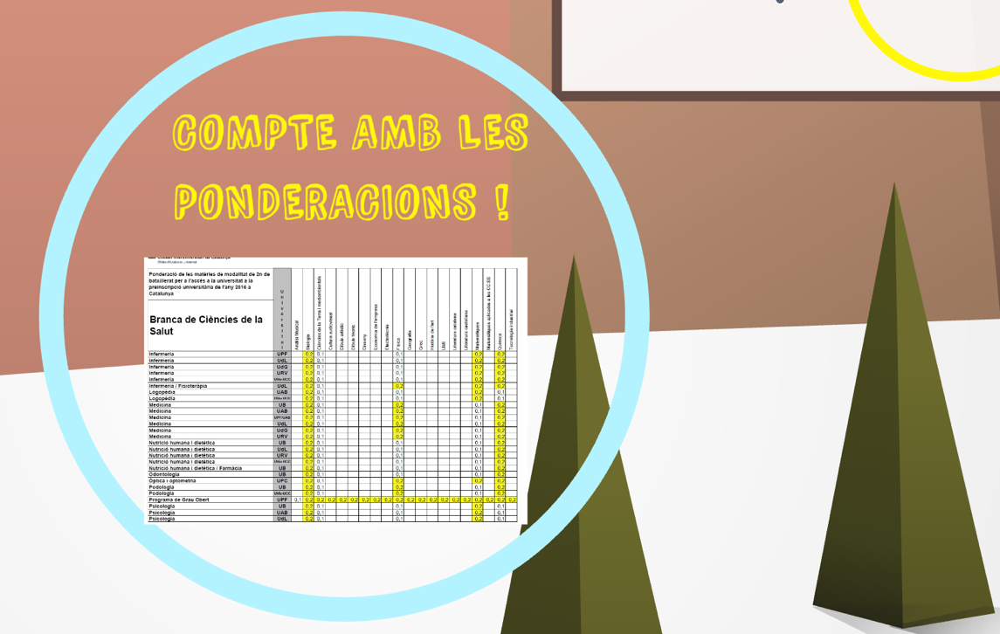 COMPTE AMB LES
PONDERACIONS !
Ponderació de les matèries de modalitat de 2n de
batxillerat per a l'accés a la universitat a la
preinscripció universitària de l'any 2016 a
Catalunya
Universitat
Branca de Ciències de la
Salut
Anàlisi Musical
Biologia
Ciències de la Terra i mediambientals
Cultura audiovisual
Dibuix artístic
Dibuix tècnic
Disseny
Economia de l'empresa
Electrotècnia
Física
Geografia
Grec
Història de l'art
Llatí
Literatura catalana
Literatura castellana
Matemàtiques
Matemàtiques aplicades a les CCSS
Química
Tecnologia industrial
Infermeria UPF 0,2 0,1 0,1 0,2 0,2
Infermeria UdL 0,2 0,1 0,1 0,2 0,2
Infermeria UdG 0,2 0,1 0,1 0,2 0,2
Infermeria URV 0,2 0,1 0,1 0,2 0,2
Infermeria 0,2 0,1 0,1 0,2 0,2
Infermeria / Fisioteràpia UdL 0,2 0,1 0,2 0,2 0,2
Logopèdia UAB 0,2 0,1 0,1 0,2 0,1
Logopèdia 0,2 0,1 0,1 0,2 0,1
Medicina UB 0,2 0,1 0,2 0,1 0,2
Medicina UAB 0,2 0,1 0,2 0,1 0,2
Medicina UPF/UAB 0,2 0,1 0,2 0,1 0,2
Medicina UdL 0,2 0,1 0,2 0,1 0,2
Medicina UdG 0,2 0,1 0,2 0,1 0,2
Medicina URV 0,2 0,1 0,2 0,1 0,2
Nutrició humana i dietètica UB 0,2 0,1 0,1 0,1 0,2
Nutrició humana i dietètica UdL 0,2 0,1 0,1 0,1 0,2
Nutrició humana i dietètica URV 0,2 0,1 0,1 0,1 0,2
Nutrició humana i dietètica 0,2 0,1 0,1 0,1 0,2
Nutrició humana i dietètica / Farmàcia UB 0,2 0,1 0,1 0,1 0,2
Odontologia UB 0,2 0,1 0,1 0,1 0,2
Òptica i optometria UPC 0,2 0,1 0,2 0,2 0,2
Podologia UB 0,2 0,1 0,2 0,1 0,2
Podologia 0,2 0,1 0,2 0,1 0,2
Programa de Grau Obert UPF 0,1 0,2 0,2 0,2 0,2 0,2 0,2 0,2 0,2 0,2 0,2 0,2 0,2 0,2 0,2 0,2 0,2 0,2 0,2 0,2
Psicologia UB 0,2 0,1 0,1 0,2 0,1
Psicologia UAB 0,2 0,1 0,1 0,2 0,1
Psicologia UdL 0,2 0,1 0,1 0,2 0,1